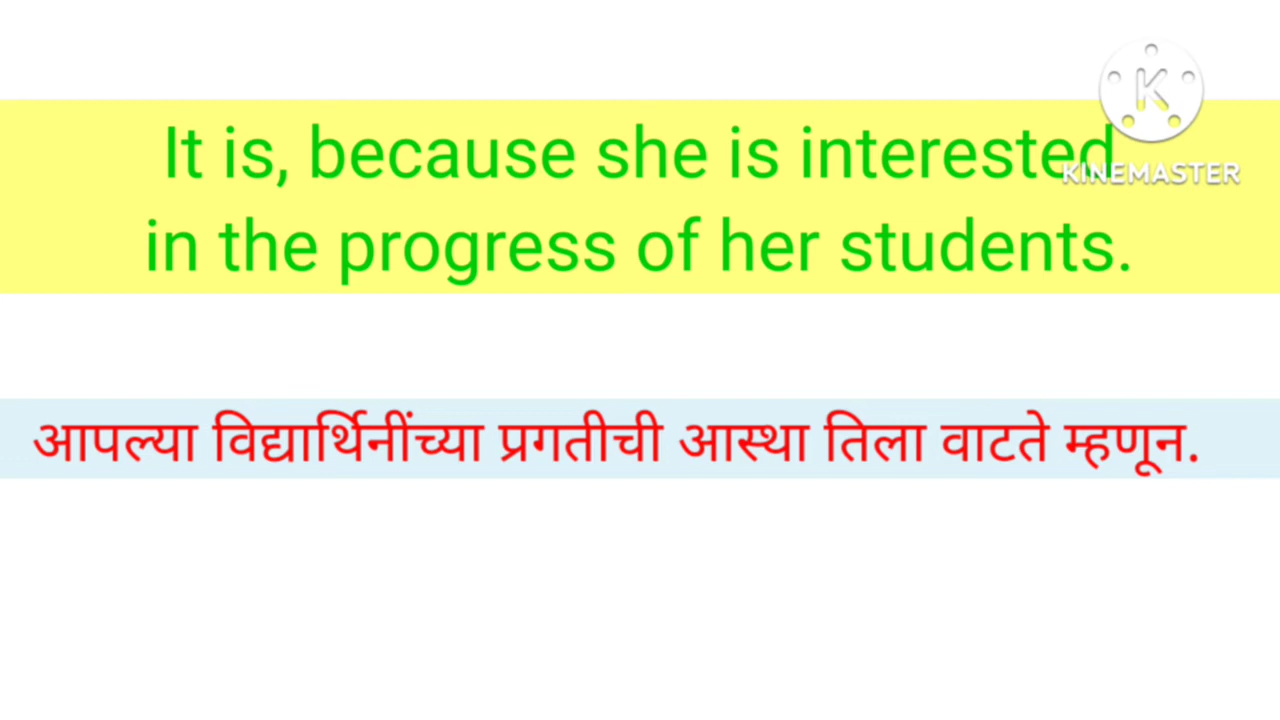 It is, because she is interested
KINEMASTER
in the progress of her students.
आपल्या विद्यार्थिनींच्या प्रगतीची आस्था तिला वाटते म्हणून.